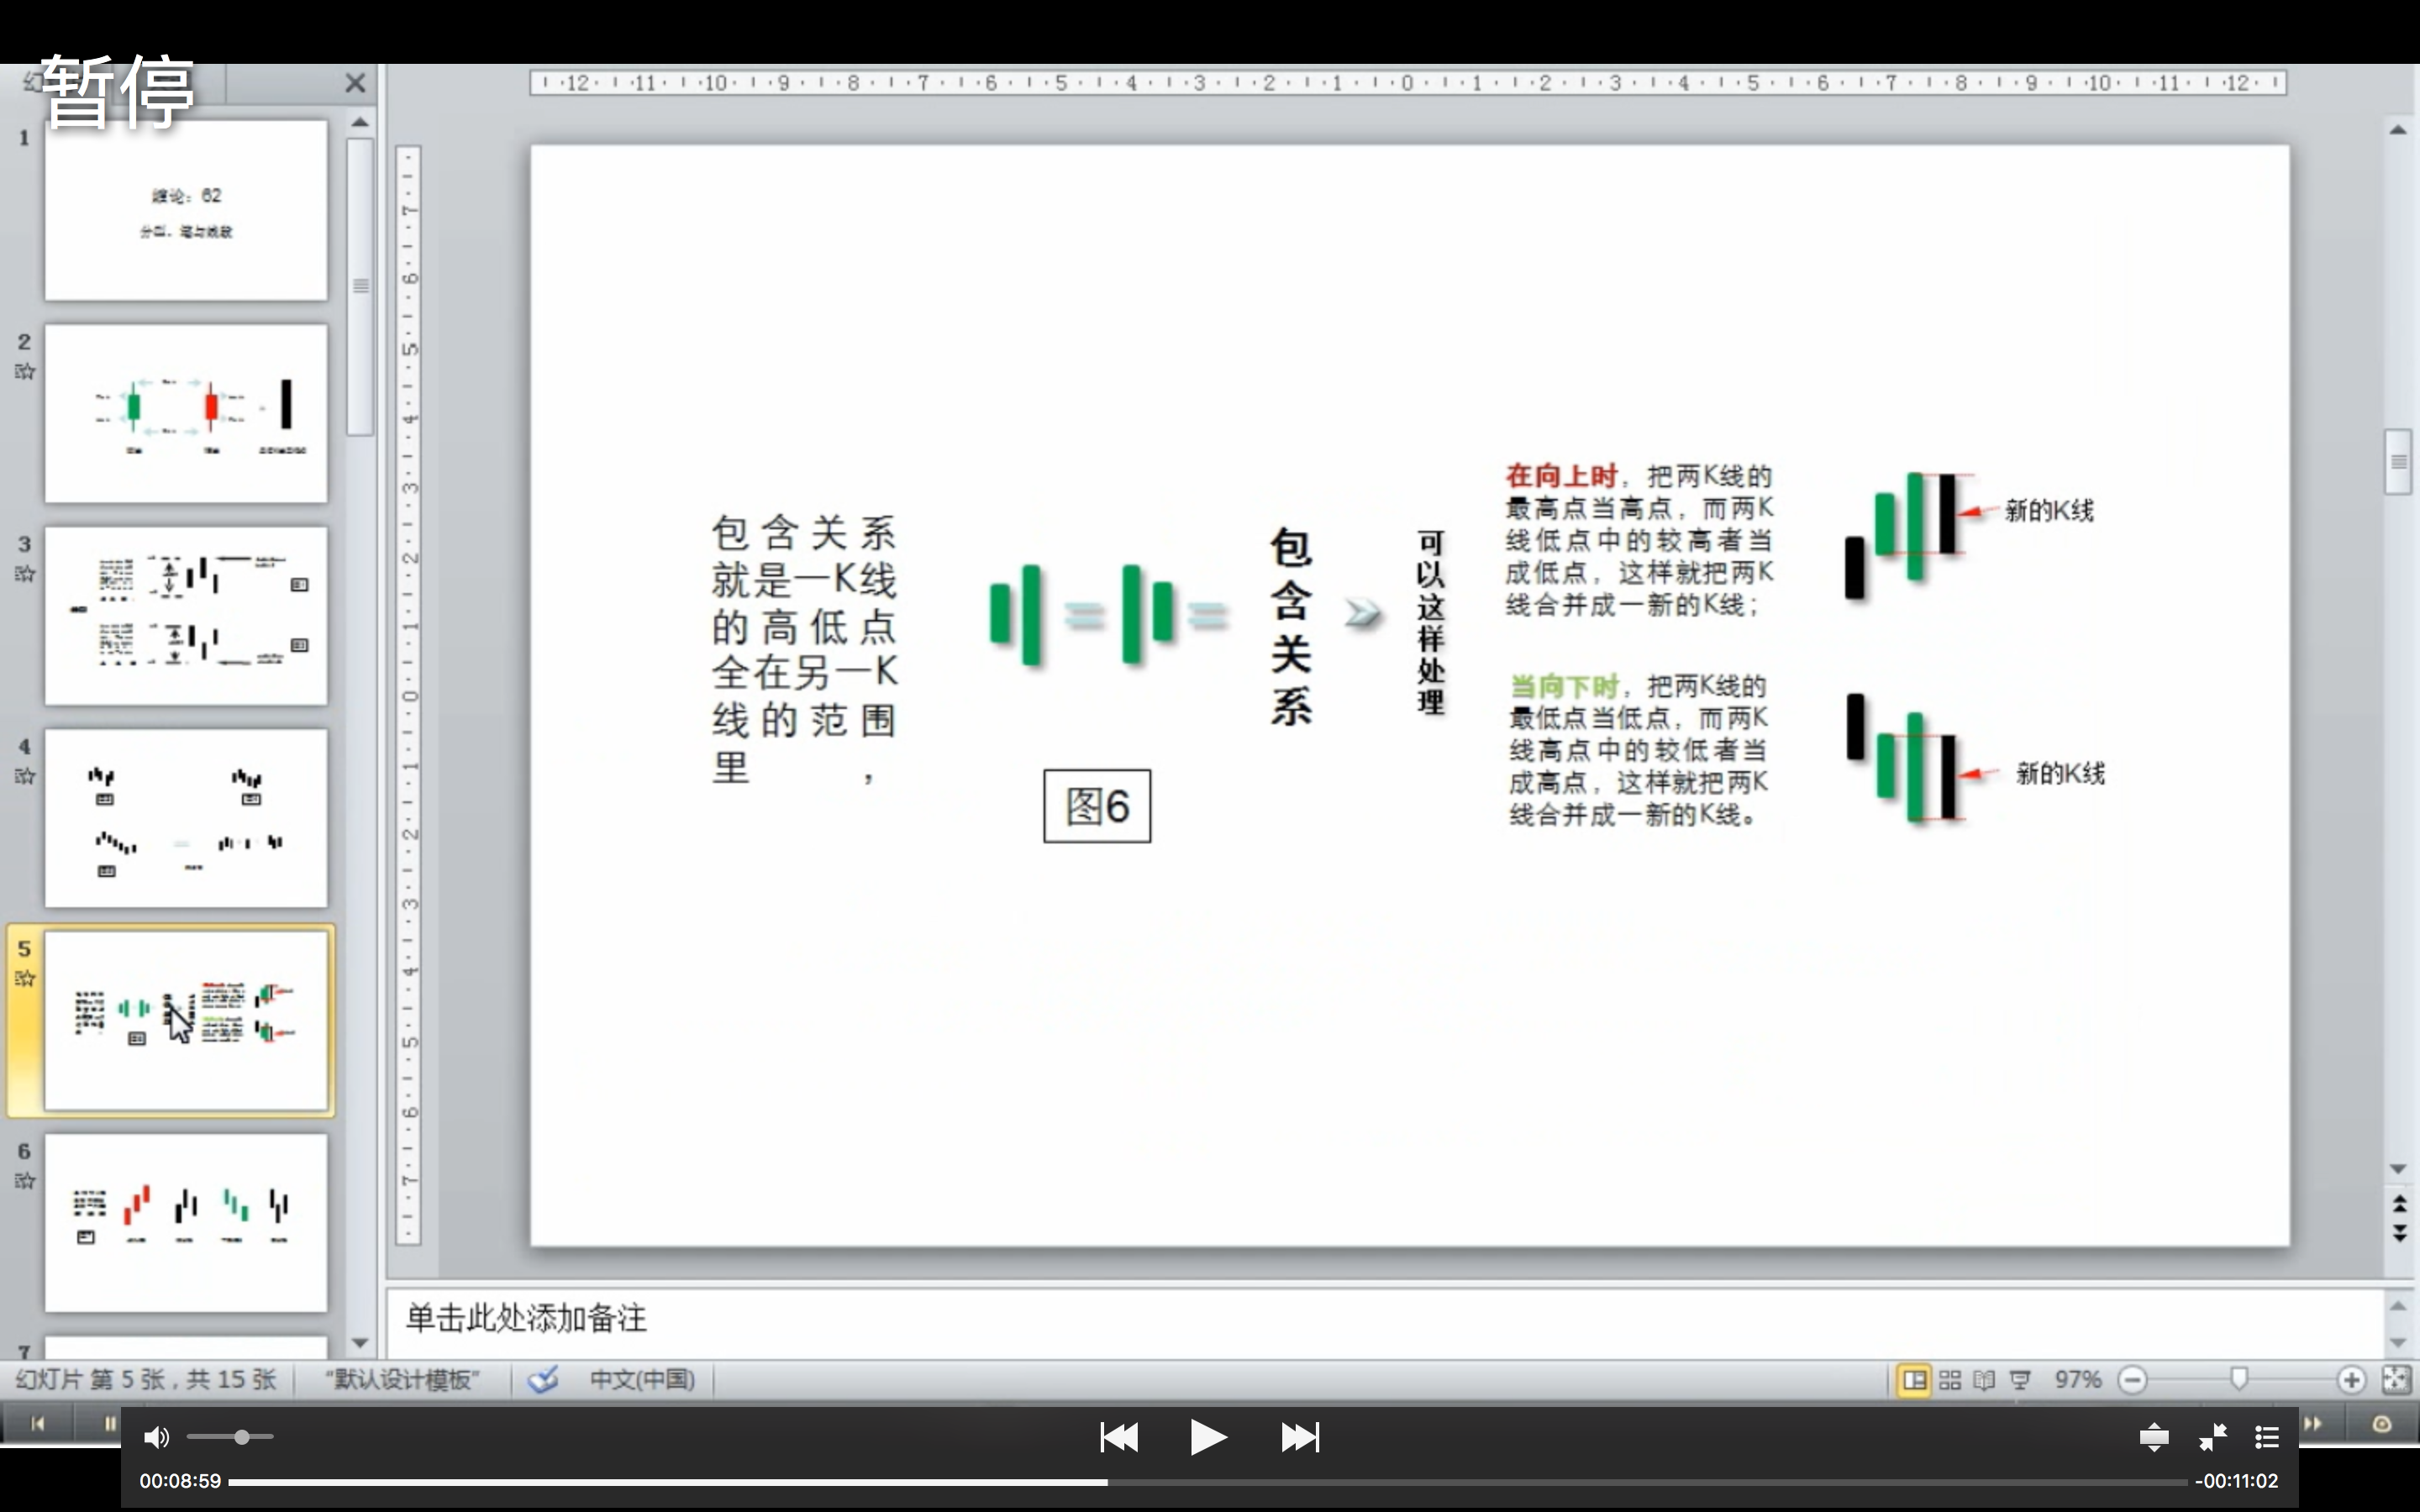 暂停
1
缠论：62
分型、笔与线段
2
3
4
5
6
7
包含关系
就是一K线
的高低点
全在另一K
线的范围
里，
图6
包含关系
可以这样处理
在向上时，把两K线的
最高点当高点，而两K
线低点中的较高者当
成低点，这样就把两K
线合并成一新的K线；
新的K线
当向下时，把两K线的
最低点当低点，而两K
线高点中的较低者当
成高点，这样就把两K
线合并成一新的K线。
新的K线
单击此处添加备注
幻灯片 第 5 张，共 15 张
“默认设计模板”
中文(中国)
97%
00:08:59
-00:11:02